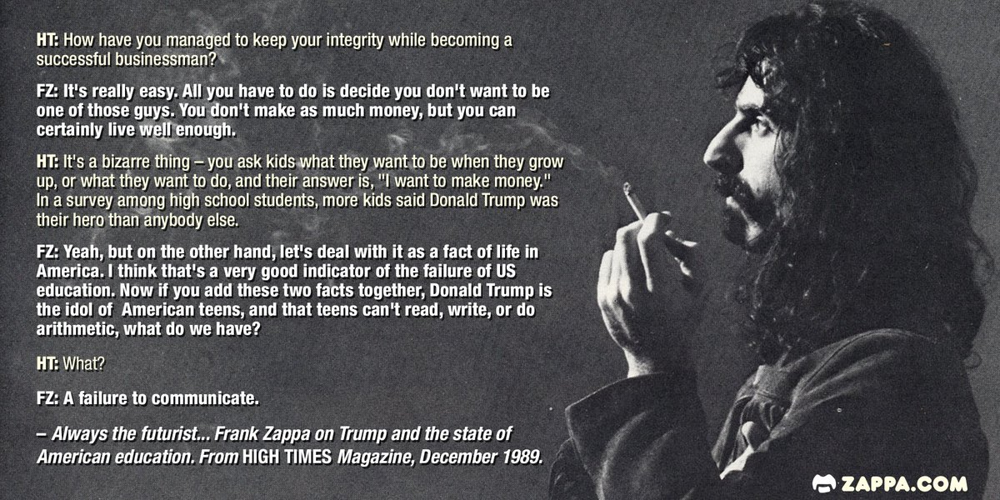 HT: How have you managed to keep your integrity while becoming a
successful businessman?
FZ: It's really easy. All you have to do is decide you don't want to be
one of those guys. You don't make as much money, but you can
certainly live well enough.
HT: It's a bizarre thing – you ask kids what they want to be when they grow
up, or what they want to do, and their answer is, "I want to make money."
In a survey among high school students, more kids said Donald Trump was
their hero than anybody else.
FZ: Yeah, but on the other hand, let's deal with it as a fact of life in
America. I think that's a very good indicator of the failure of US
education. Now if you add these two facts together, Donald Trump is
the idol of  American teens, and that teens can't read, write, or do
arithmetic, what do we have?
HT: What?
FZ: A failure to communicate.
– Always the futurist... Frank Zappa on Trump and the state of
American education. From HIGH TIMES Magazine, December 1989.
ZAPPA.COM